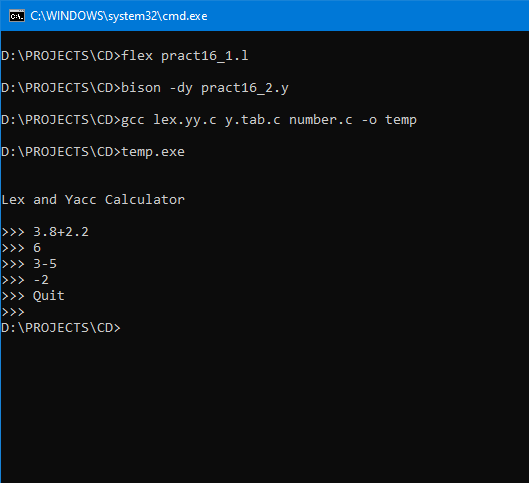 C:\WINDOWS\system32\cmd.exe
D:\PROJECTS\CD>flex pract16_1.l
D:\PROJECTS\CD>bison -dy pract16_2.y
D:\PROJECTS\CD>gcc lex.yy.c y.tab.c number.c -o temp
D:\PROJECTS\CD>temp.exe
Lex and Yacc Calculator
>>> 3.8+2.2
>>> 6
>>> 3-5
>>> -2
>>> Quit
>>>
D:\PROJECTS\CD>